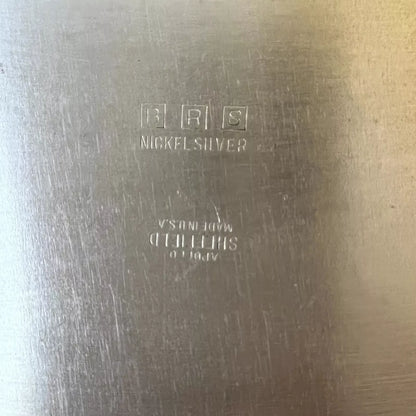 R S
NICKEL SILVER
APOLLO
SHEFFIELD
MADE IN U.S.A